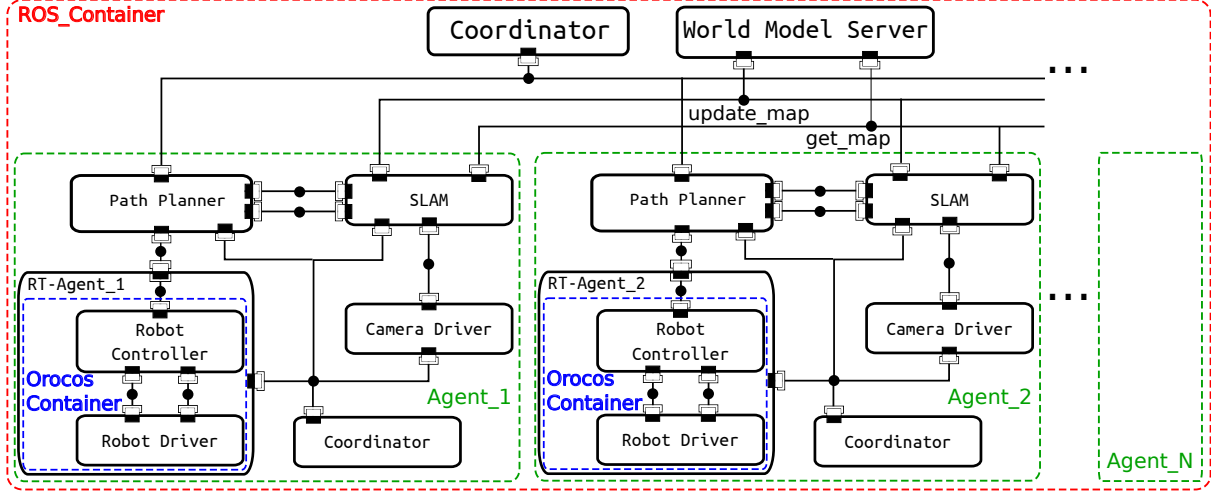 ROS_Container
Coordinator
World Model Server
...
update_map
get_map
Path Planner
SLAM
Path Planner
SLAM
RT-Agent_1
RT-Agent_2
...
Robot
Controller
Camera Driver
Robot
Controller
Camera Driver
Orocos
Container
Agent_1
Orocos
Container
Agent_2
Robot Driver
Coordinator
Robot Driver
Coordinator
Agent_N